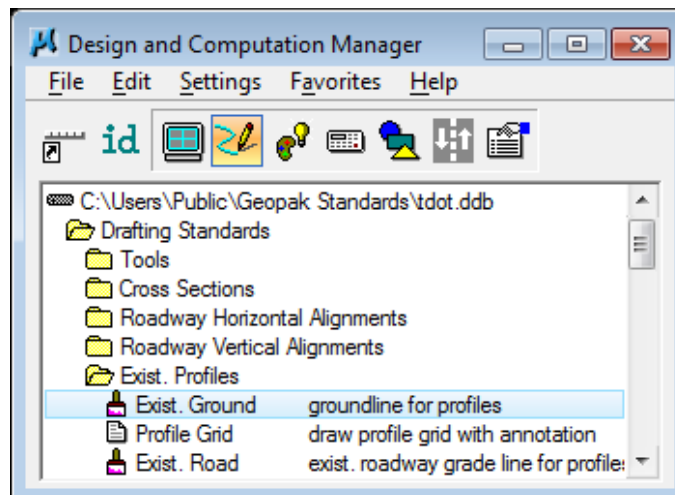 Design and Computation Manager
File Edit Settings Favorites Help
id
C:\Users\Public\Geopak Standards\tdot.ddb
Drafting Standards
Tools
Cross Sections
Roadway Horizontal Alignments
Roadway Vertical Alignments
Exist. Profiles
Exist. Ground groundline for profiles
Profile Grid draw profile grid with annotation
Exist. Road exist. roadway grade line for profile: